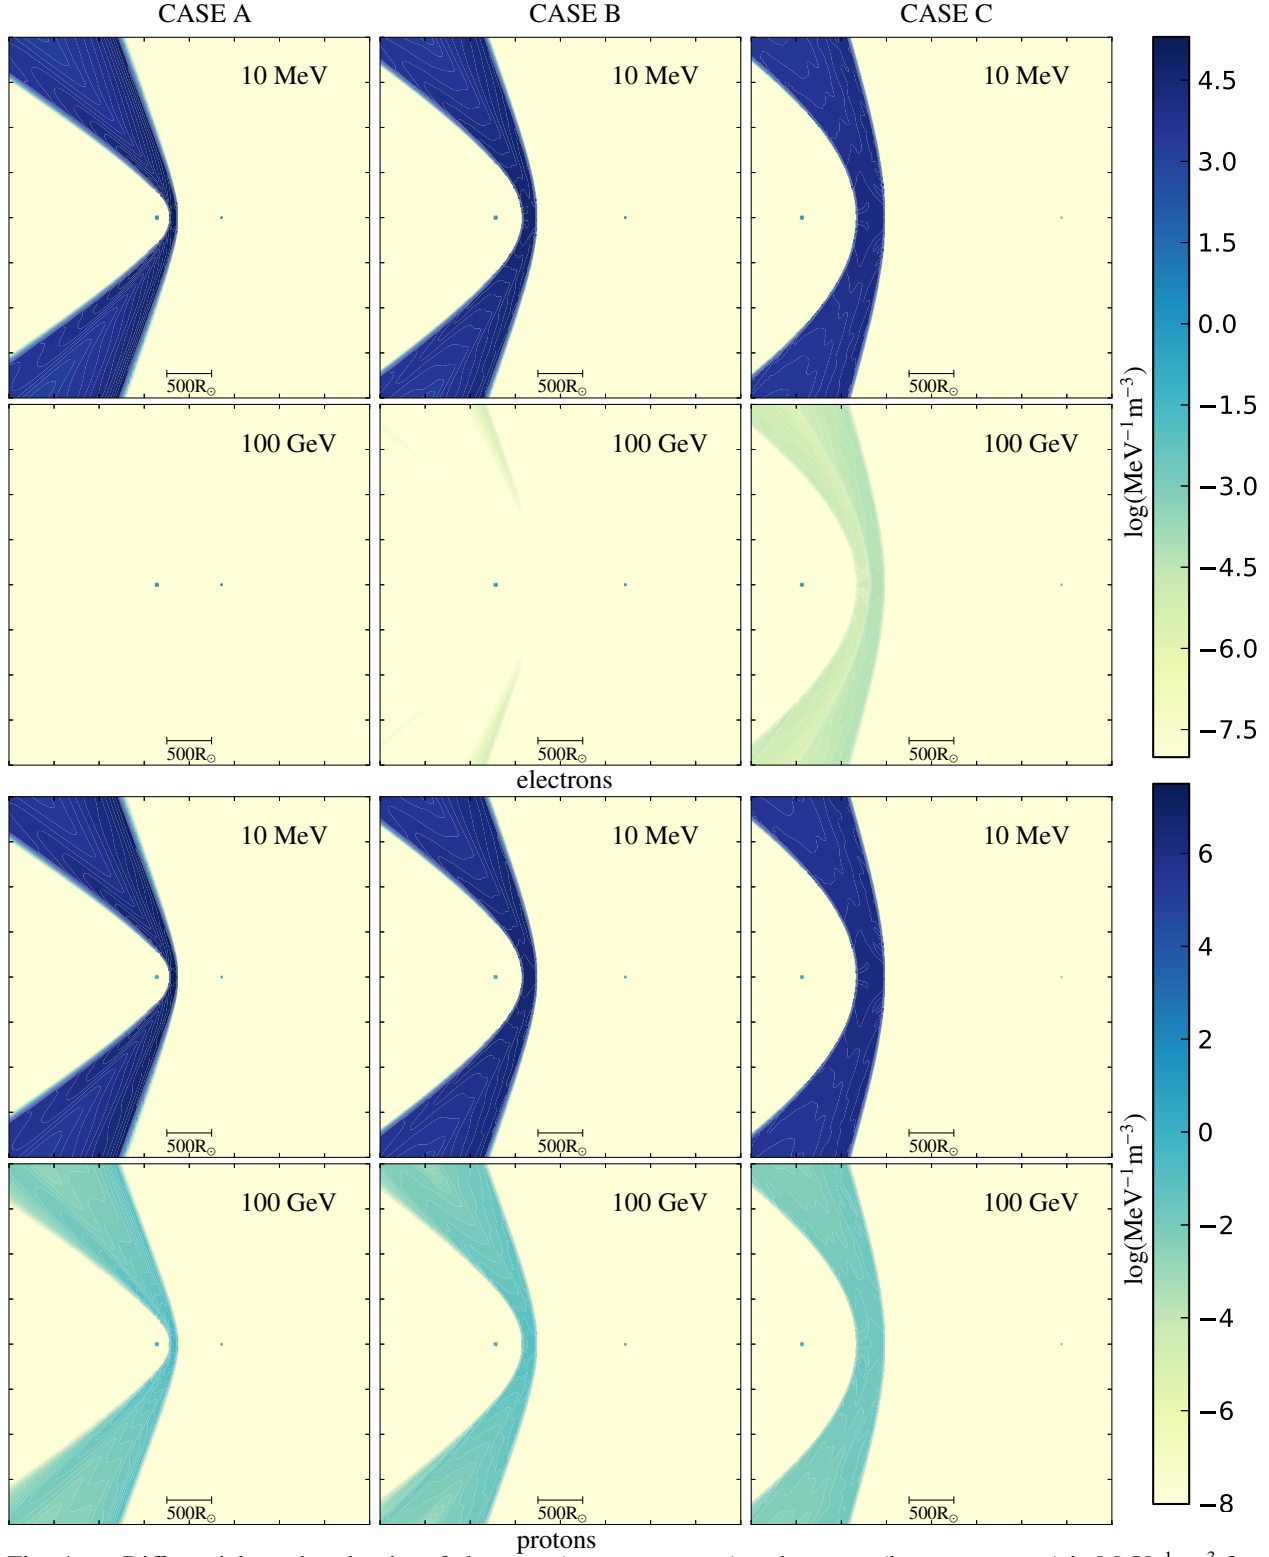 CASE A CASE B CASE C
10 MeV 10 MeV 10 MeV
500R☉ 500R☉ 500R☉
100 GeV 100 GeV 100 GeV
500R☉ 500R☉ 500R☉
electrons
4.5
3.0
1.5
0.0
−1.5
−3.0
−4.5
−6.0
−7.5
log(MeV⁻¹m⁻³)
10 MeV 10 MeV 10 MeV
500R☉ 500R☉ 500R☉
100 GeV 100 GeV 100 GeV
500R☉ 500R☉ 500R☉
protons
6
4
2
0
−2
−4
−6
−8
log(MeV⁻¹m⁻³)